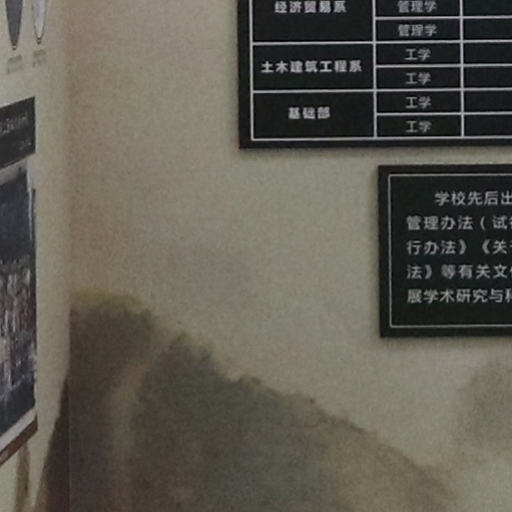 经济贸易系 管理学
管理学
土木建筑工程系 工学
工学
基础部 工学
工学
学校先后出
管理办法（试
行办法》《关
法》等有关文
展学术研究与